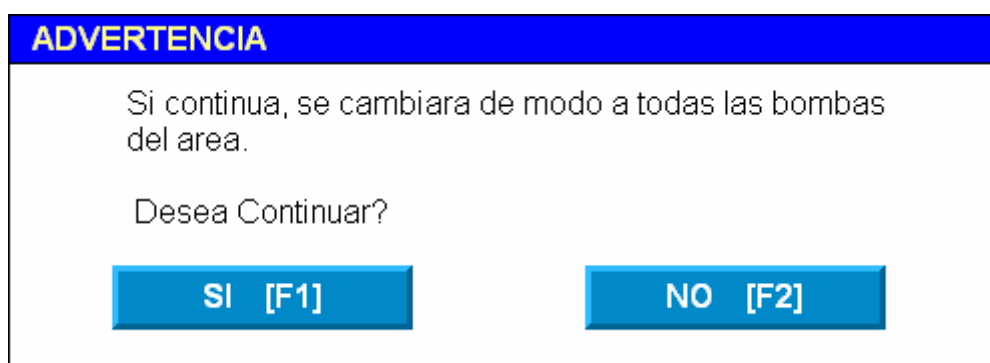 ADVERTENCIA
Si continua, se cambiara de modo a todas las bombas
del area.
Desea Continuar?
SI [F1]
NO [F2]